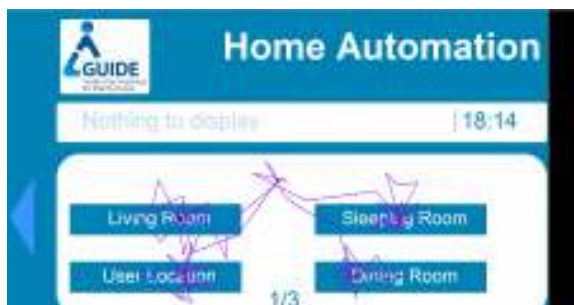 GUIDE
Home Automation
Nothing to display
18:14
Living Room
Sleeping Room
User Location
Dining Room
1/3